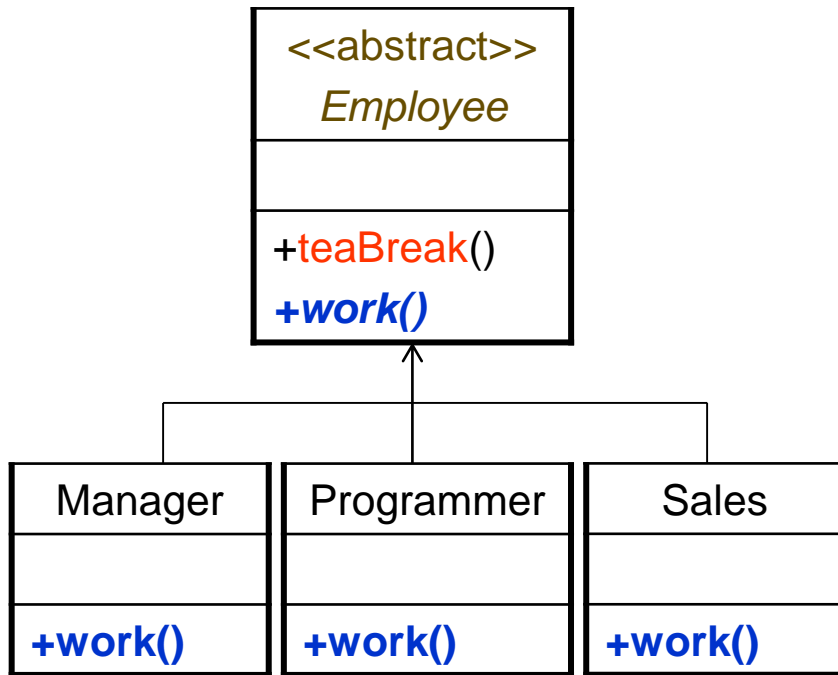 <<abstract>>
Employee
+teaBreak()
+work()
Manager
Programmer
Sales
+work()
+work()
+work()